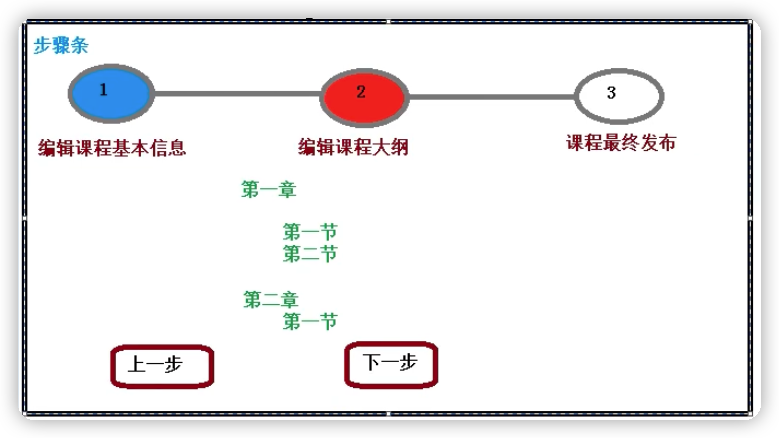 步骤条
1
2
3
编辑课程基本信息
编辑课程大纲
课程最终发布
第一章
第一节
第二节
第二章
第一节
上一步
下一步